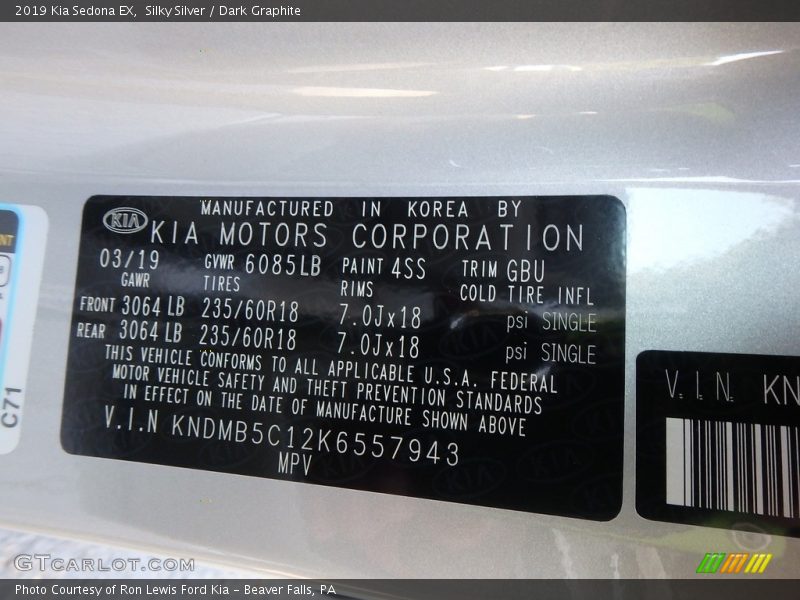 2019 Kia Sedona EX,  Silky Silver / Dark Graphite
MANUFACTURED IN KOREA BY
KIA
KIA MOTORS CORPORATION
03/19 GVWR 6085LB PAINT 4SS TRIM GBU
GAWR TIRES RIMS COLD TIRE INFL
FRONT 3064 LB 235/60R18 7.0Jx18 psi SINGLE
REAR 3064 LB 235/60R18 7.0Jx18 psi SINGLE
THIS VEHICLE CONFORMS TO ALL APPLICABLE U.S.A. FEDERAL
MOTOR VEHICLE SAFETY AND THEFT PREVENTION STANDARDS
IN EFFECT ON THE DATE OF MANUFACTURE SHOWN ABOVE
V.I.N KNDMB5C12K6557943
MPV
V.I.N. KN
C71
GTcarlot.com
Photo Courtesy of Ron Lewis Ford Kia – Beaver Falls, PA